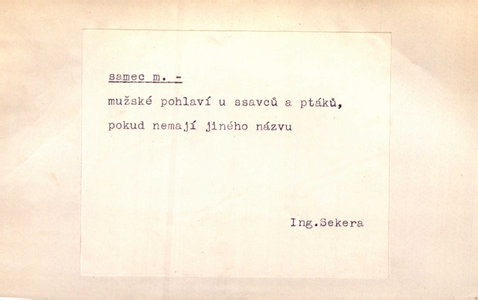 samec m. -
mužské pohlaví u ssavců a ptáků,
pokud nemají jiného názvu
Ing.Sekera